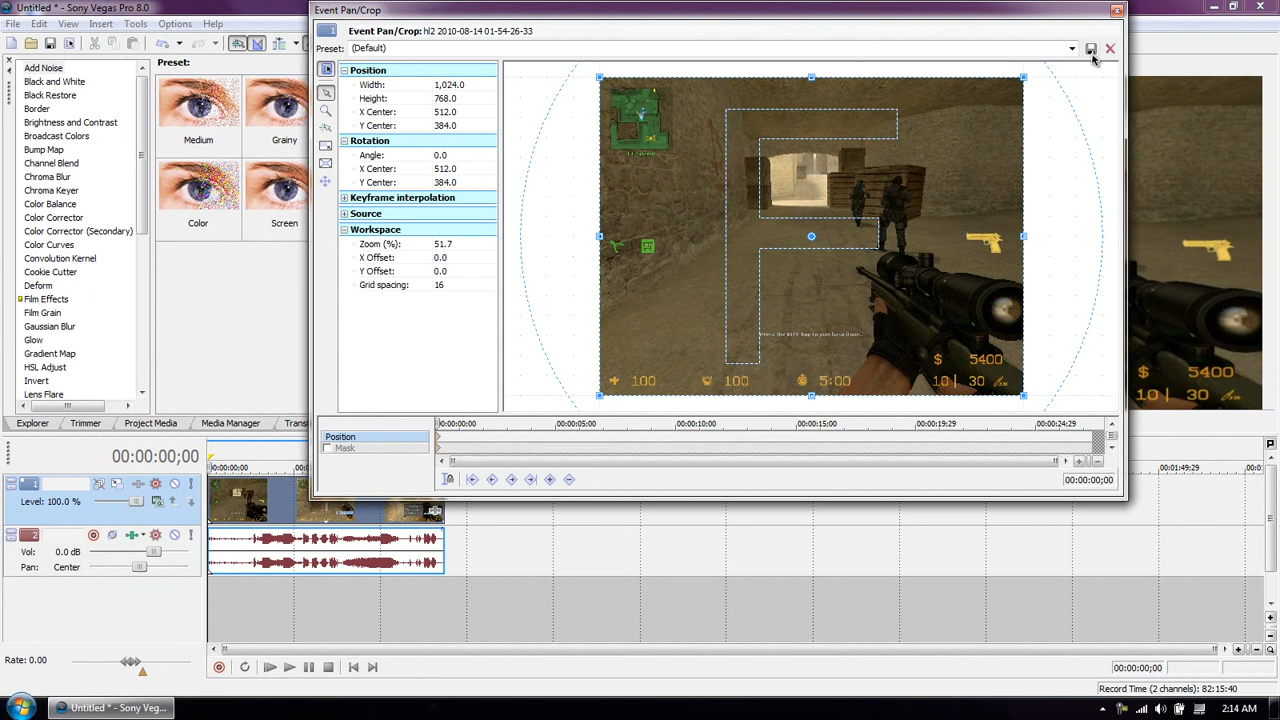 Untitled * - Sony Vegas Pro 8.0
File Edit View Insert Tools Options Help
Event Pan/Crop
Event Pan/Crop: hl2 2010-08-14 01-54-26-33
Preset: (Default)
Position
Width: 1,024.0
Height: 768.0
X Center: 512.0
Y Center: 384.0
Rotation
Angle: 0.0
X Center: 512.0
Y Center: 384.0
Keyframe interpolation
Source
Workspace
Zoom (%): 51.7
X Offset: 0.0
Y Offset: 0.0
Grid spacing: 16
Add Noise
Black and White
Black Restore
Border
Brightness and Contrast
Broadcast Colors
Bump Map
Channel Blend
Chroma Blur
Chroma Keyer
Color Balance
Color Corrector
Color Corrector
Color Curves
Convolution Kernel
Cookie Cutter
Deform
Film Effects
Film Grain
Gaussian Blur
Glow
Gradient Map
HSL Adjust
Invert
Lens Flare
Preset:
Medium Grainy
Color Screen
$ 5400
100 100 5:00 10| 30
$ 5400
10| 30
Explorer Trimmer Project Media Media Manager
Position
Mask
00:00:00 00:00:05:00 00:00:10:00 00:00:15:00 00:00:19:29 00:00:24:29
00:00:00;00
00:00:00;00
00:00:00
00:01:49:29
1
Level: 100.0 %
2
Vol: 0.0 dB
Pan: Center
Rate: 0.00
00:00:00;00
Record Time (2 channels): 82:15:40
Untitled * - Sony Veg...
2:14 AM